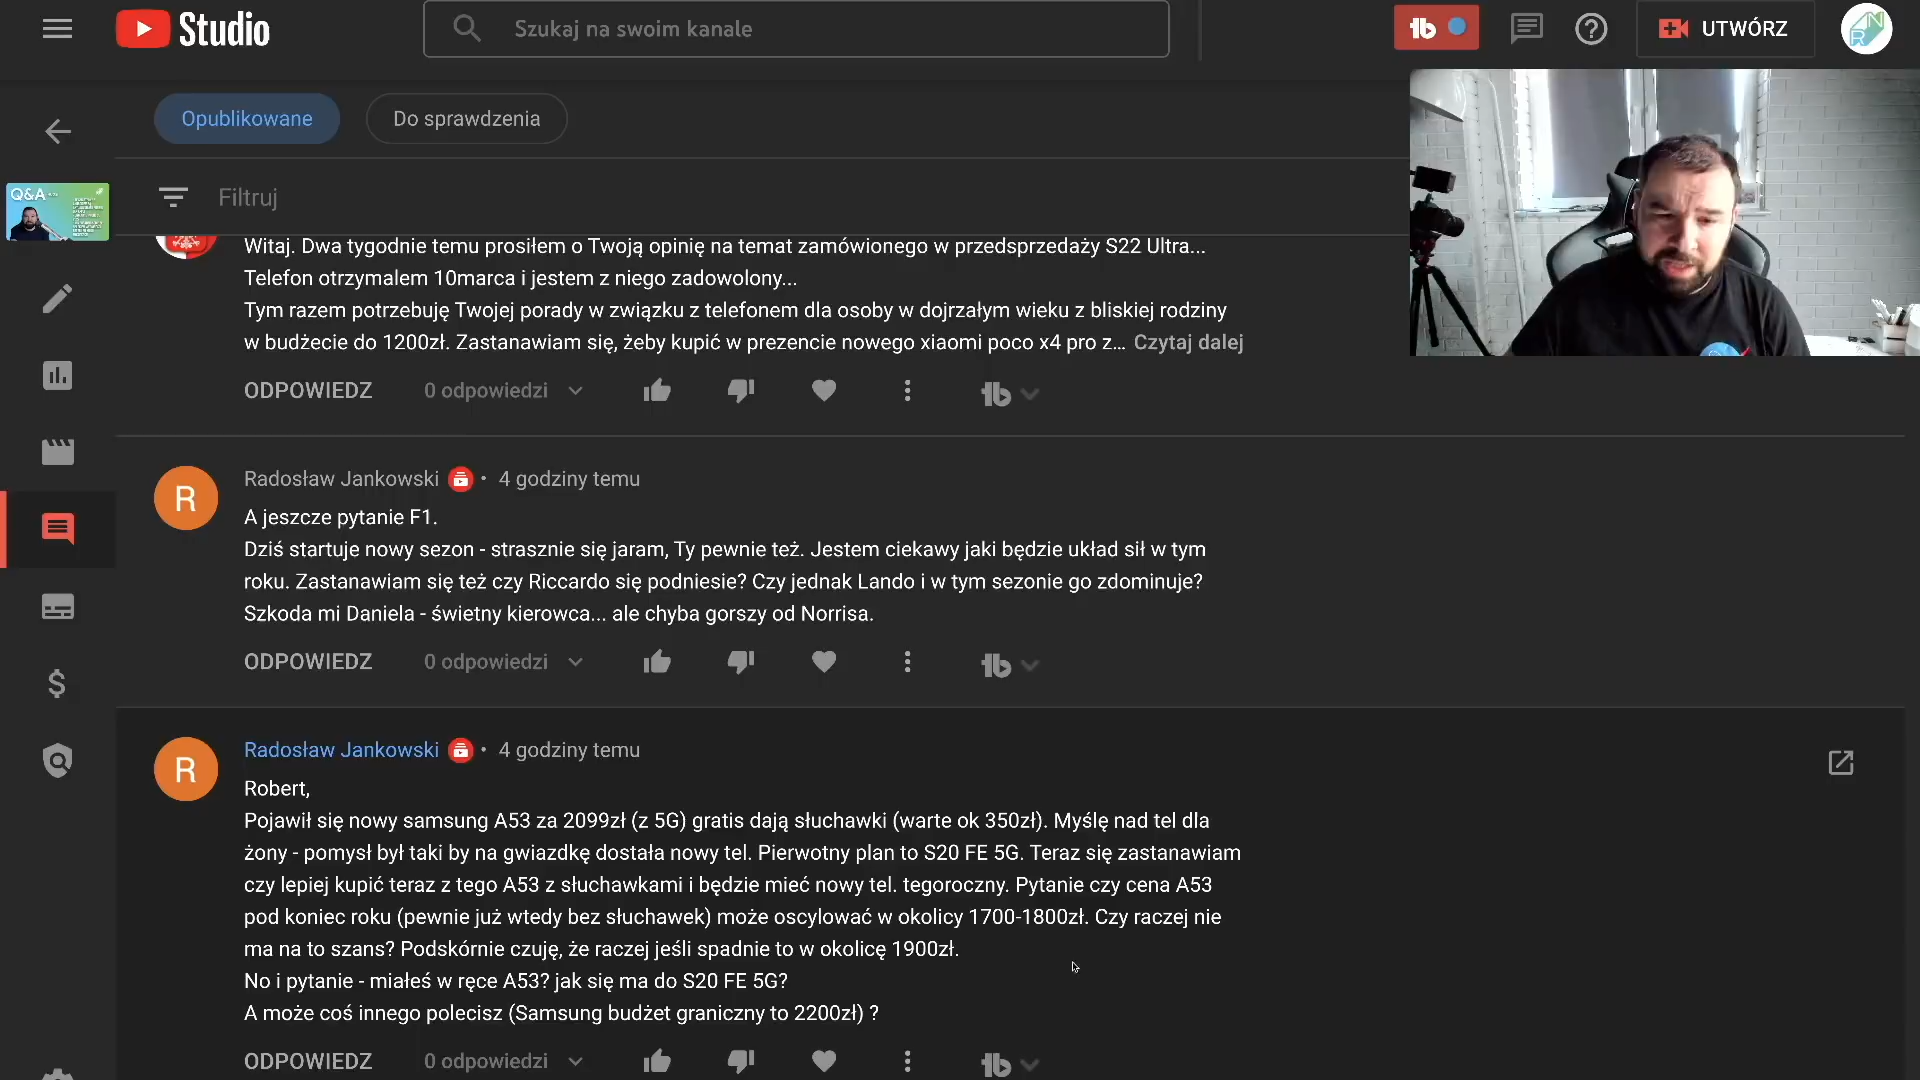 Studio
Szukaj na swoim kanale
UTWÓRZ
Opublikowane
Do sprawdzenia
Q&A
Filtruj
Witaj. Dwa tygodnie temu prosiłem o Twoją opinię na temat zamówionego w przedsprzedaży S22 Ultra...
Telefon otrzymalem 10marca i jestem z niego zadowolony...
Tym razem potrzebuję Twojej porady w związku z telefonem dla osoby w dojrzałym wieku z bliskiej rodziny
w budżecie do 1200zł. Zastanawiam się, żeby kupić w prezencie nowego xiaomi poco x4 pro z... Czytaj dalej
ODPOWIEDZ
0 odpowiedzi
R
Radosław Jankowski • 4 godziny temu
A jeszcze pytanie F1.
Dziś startuje nowy sezon - strasznie się jaram, Ty pewnie też. Jestem ciekawy jaki będzie układ sił w tym
roku. Zastanawiam się też czy Riccardo się podniesie? Czy jednak Lando i w tym sezonie go zdominuje?
Szkoda mi Daniela - świetny kierowca... ale chyba gorszy od Norrisa.
ODPOWIEDZ
0 odpowiedzi
R
Radosław Jankowski • 4 godziny temu
Robert,
Pojawił się nowy samsung A53 za 2099zł (z 5G) gratis dają słuchawki (warte ok 350zł). Myślę nad tel dla
żony - pomysł był taki by na gwiazdkę dostała nowy tel. Pierwotny plan to S20 FE 5G. Teraz się zastanawiam
czy lepiej kupić teraz z tego A53 z słuchawkami i będzie mieć nowy tel. tegoroczny. Pytanie czy cena A53
pod koniec roku (pewnie już wtedy bez słuchawek) może oscylować w okolicy 1700-1800zł. Czy raczej nie
ma na to szans? Podskórnie czuję, że raczej jeśli spadnie to w okolicę 1900zł.
No i pytanie - miałeś w ręce A53? jak się ma do S20 FE 5G?
A może coś innego polecisz (Samsung budżet graniczny to 2200zł) ?
ODPOWIEDZ
0 odpowiedzi